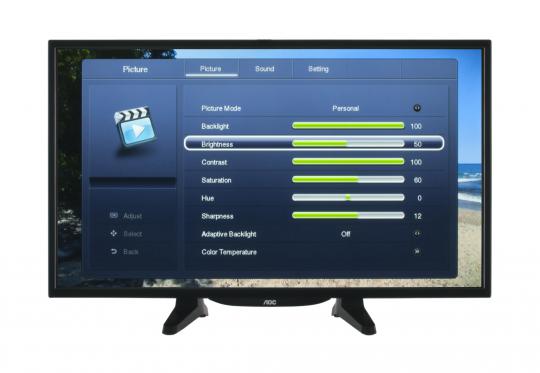 Picture
Picture Sound Setting
Picture Mode Personal
Backlight 100
Brightness 50
Contrast 100
Saturation 60
Hue 0
Sharpness 12
Adaptive Backlight Off
Color Temperature
Adjust
Select
Back
AOC